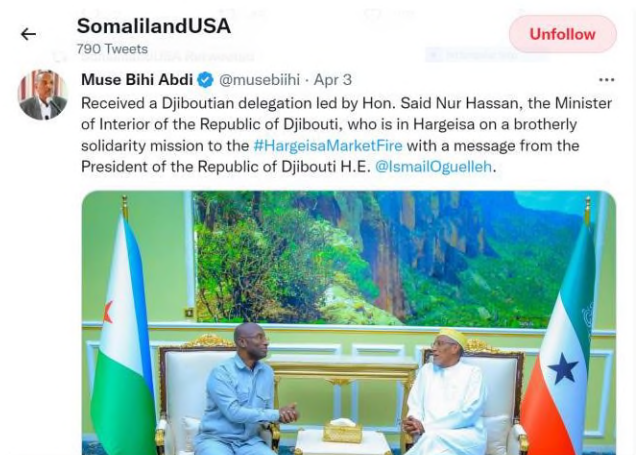 SomalilandUSA
790 Tweets
Unfollow
Muse Bihi Abdi @musebiihi · Apr 3
Received a Djiboutian delegation led by Hon. Said Nur Hassan, the Minister
of Interior of the Republic of Djibouti, who is in Hargeisa on a brotherly
solidarity mission to the #HargeisaMarketFire with a message from the
President of the Republic of Djibouti H.E. @IsmailOguelleh.